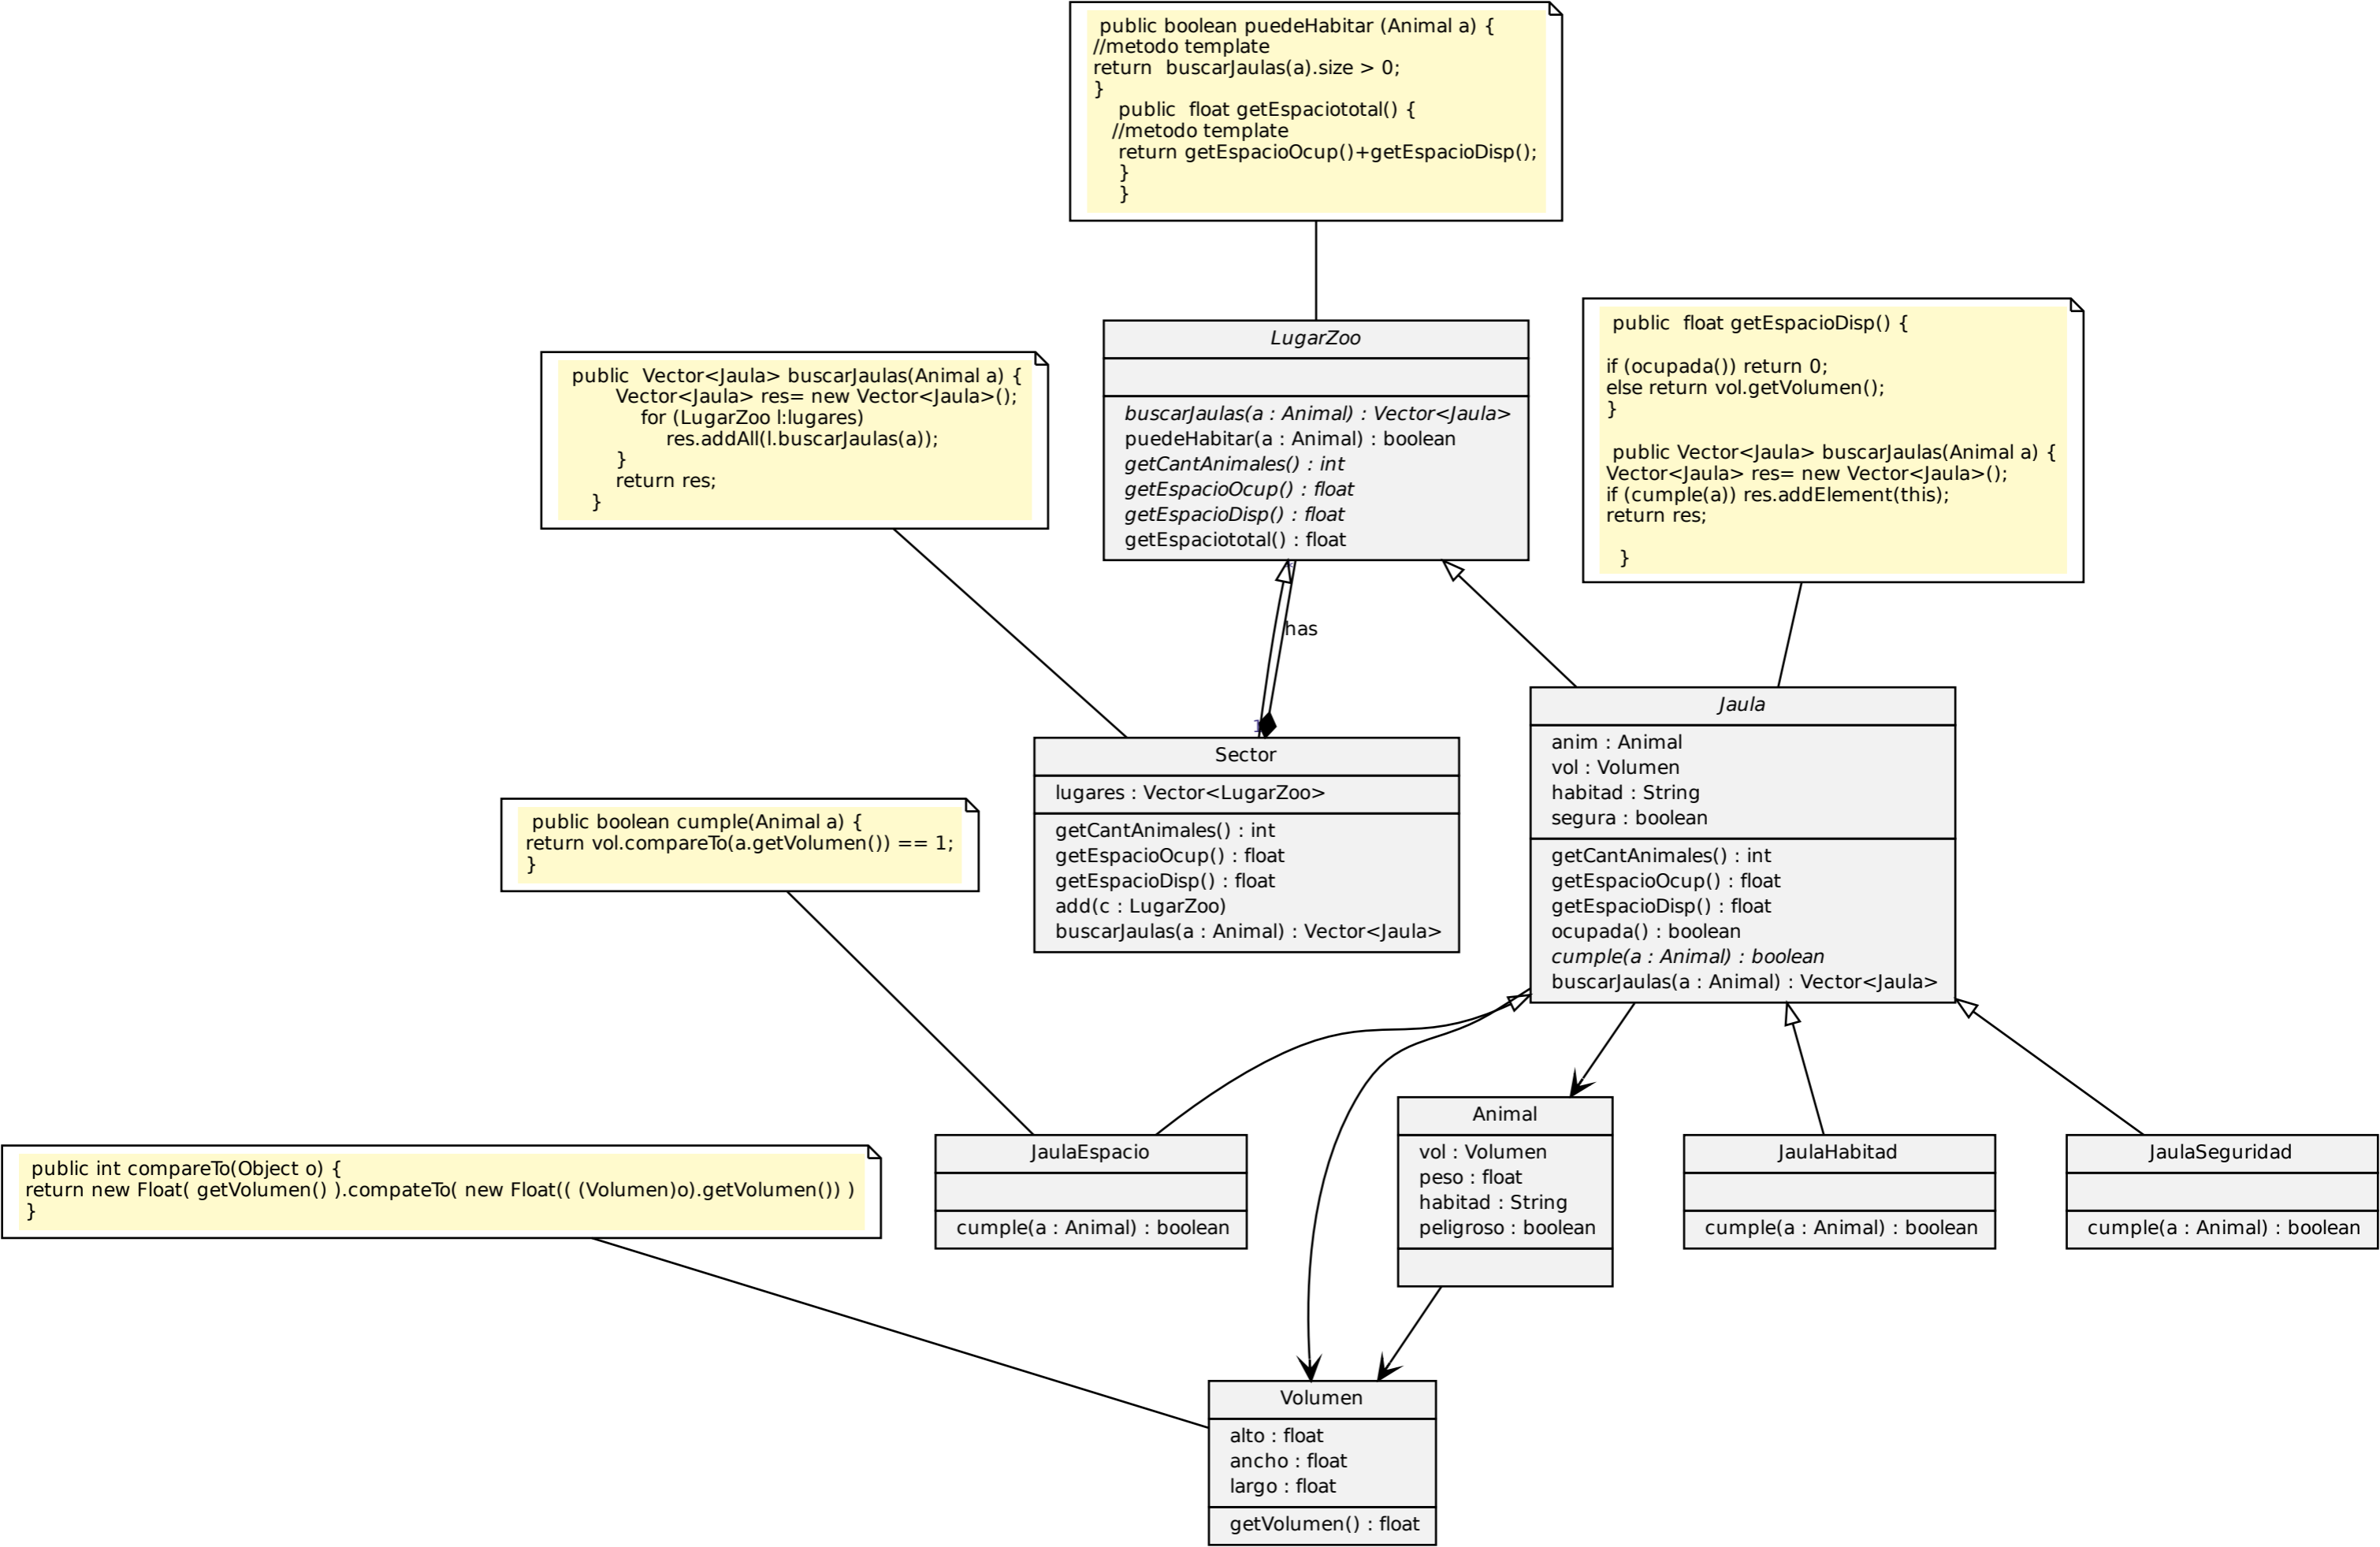 public boolean puedeHabitar (Animal a) {
//metodo template
return  buscarJaulas(a).size > 0;
}
public  float getEspaciototal() {
//metodo template
return getEspacioOcup()+getEspacioDisp();
}
}
public  float getEspacioDisp() {
if (ocupada()) return 0;
else return vol.getVolumen();
}
public Vector<Jaula> buscarJaulas(Animal a) {
Vector<Jaula> res= new Vector<Jaula>();
if (cumple(a)) res.addElement(this);
return res;
}
LugarZoo
buscarJaulas(a : Animal) : Vector<Jaula>
puedeHabitar(a : Animal) : boolean
getCantAnimales() : int
getEspacioOcup() : float
getEspacioDisp() : float
getEspaciototal() : float
public  Vector<Jaula> buscarJaulas(Animal a) {
Vector<Jaula> res= new Vector<Jaula>();
for (LugarZoo l:lugares)
res.addAll(l.buscarJaulas(a));
}
return res;
}
has
1
Jaula
anim : Animal
vol : Volumen
habitad : String
segura : boolean
getCantAnimales() : int
getEspacioOcup() : float
getEspacioDisp() : float
ocupada() : boolean
cumple(a : Animal) : boolean
buscarJaulas(a : Animal) : Vector<Jaula>
Sector
lugares : Vector<LugarZoo>
getCantAnimales() : int
getEspacioOcup() : float
getEspacioDisp() : float
add(c : LugarZoo)
buscarJaulas(a : Animal) : Vector<Jaula>
public boolean cumple(Animal a) {
return vol.compareTo(a.getVolumen()) == 1;
}
public int compareTo(Object o) {
return new Float( getVolumen() ).compateTo( new Float(( (Volumen)o).getVolumen()) )
}
JaulaEspacio
cumple(a : Animal) : boolean
Animal
vol : Volumen
peso : float
habitad : String
peligroso : boolean
JaulaHabitad
cumple(a : Animal) : boolean
JaulaSeguridad
cumple(a : Animal) : boolean
Volumen
alto : float
ancho : float
largo : float
getVolumen() : float